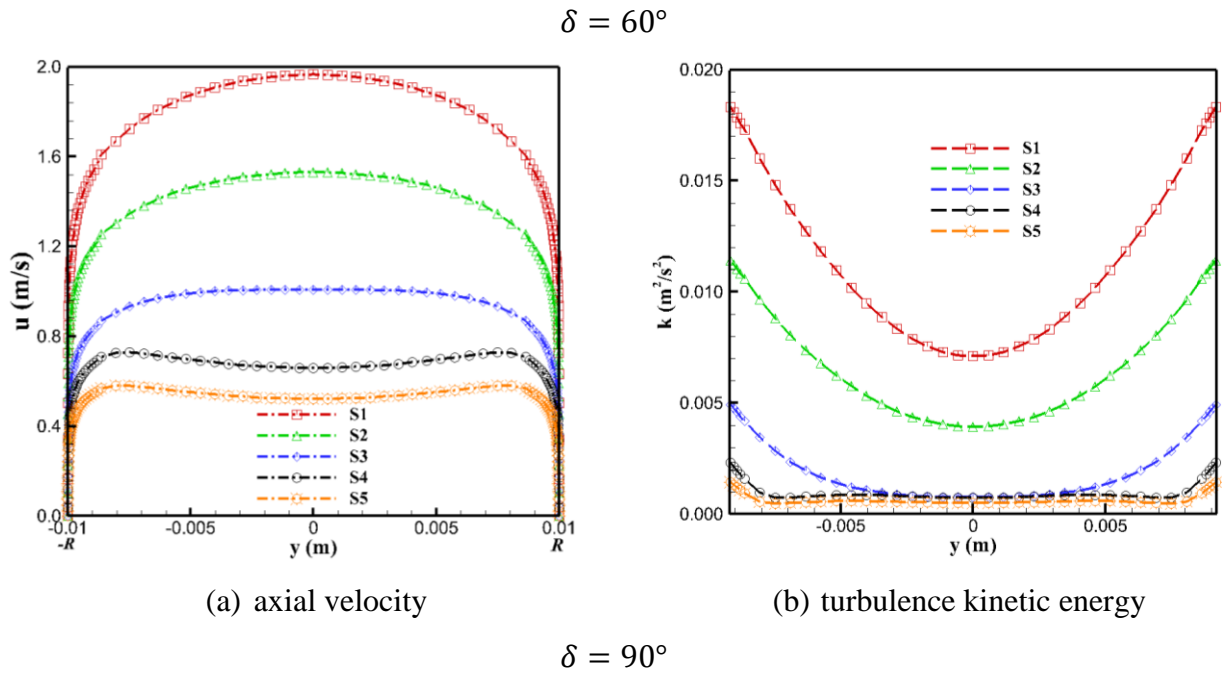 δ = 60°
2.0
1.6
1.2
0.8
0.4
0.0
u (m/s)
-0.01
-0.005
0
0.005
0.01
-R
y (m)
R
S1
S2
S3
S4
S5
(a) axial velocity
0.020
0.015
0.010
0.005
0.000
k (m²/s²)
-0.005
0
0.005
y (m)
S1
S2
S3
S4
S5
(b) turbulence kinetic energy
δ = 90°